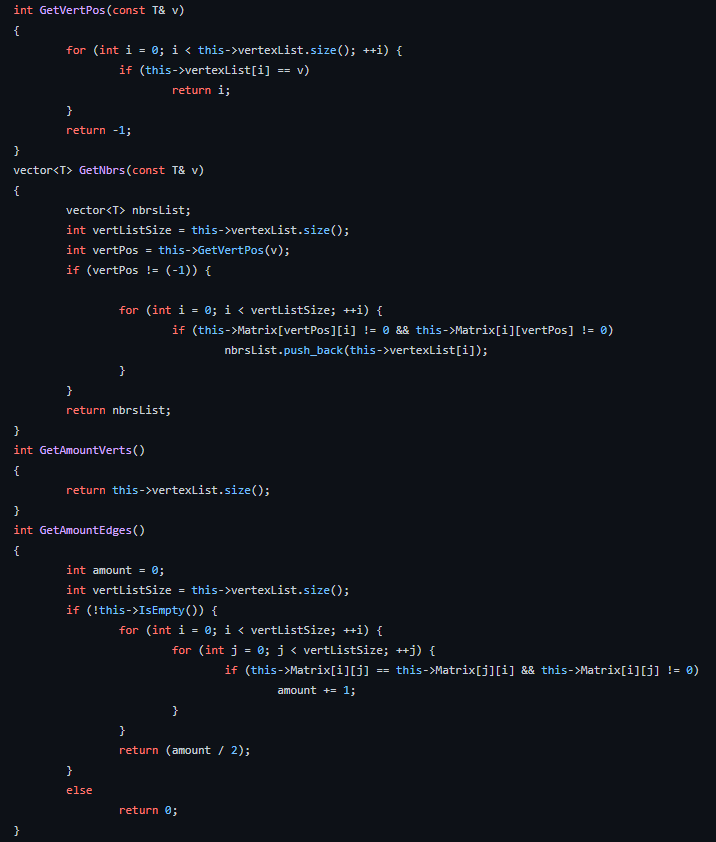 int GetVertPos(const T& v)
{
        for (int i = 0; i < this->vertexList.size(); ++i) {
                if (this->vertexList[i] == v)
                        return i;
        }
        return -1;
}
vector<T> GetNbrs(const T& v)
{
        vector<T> nbrsList;
        int vertListSize = this->vertexList.size();
        int vertPos = this->GetVertPos(v);
        if (vertPos != (-1)) {

                for (int i = 0; i < vertListSize; ++i) {
                        if (this->Matrix[vertPos][i] != 0 && this->Matrix[i][vertPos] != 0)
                                nbrsList.push_back(this->vertexList[i]);
                }
        }
        return nbrsList;
}
int GetAmountVerts()
{
        return this->vertexList.size();
}
int GetAmountEdges()
{
        int amount = 0;
        int vertListSize = this->vertexList.size();
        if (!this->IsEmpty()) {
                for (int i = 0; i < vertListSize; ++i) {
                        for (int j = 0; j < vertListSize; ++j) {
                                if (this->Matrix[i][j] == this->Matrix[j][i] && this->Matrix[i][j] != 0)
                                        amount += 1;
                        }
                }
                return (amount / 2);
        }
        else
                return 0;
}